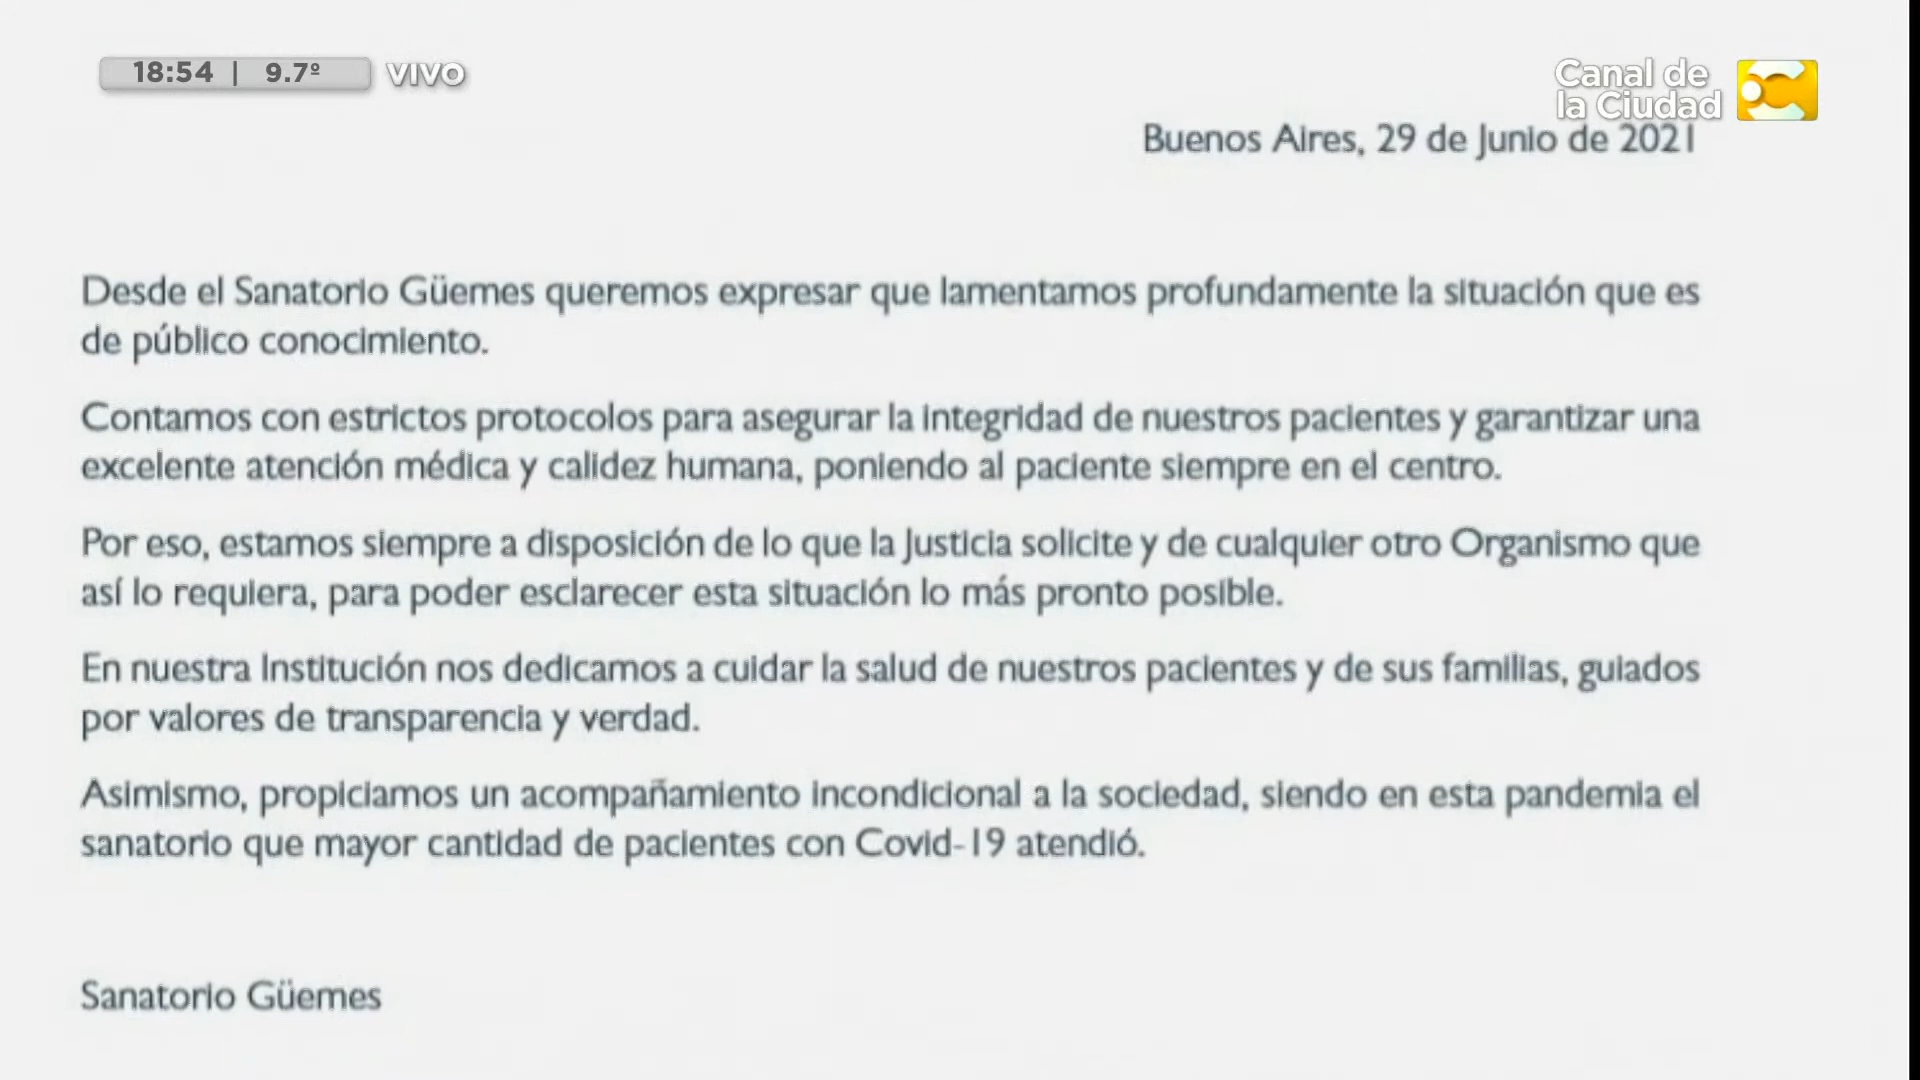 18:54 | 9.7º VIVO
Canal de
la Ciudad
Buenos Aires, 29 de Junio de 2021
Desde el Sanatorio Güemes queremos expresar que lamentamos profundamente la situación que es
de público conocimiento.
Contamos con estrictos protocolos para asegurar la integridad de nuestros pacientes y garantizar una
excelente atención médica y calidez humana, poniendo al paciente siempre en el centro.
Por eso, estamos siempre a disposición de lo que la Justicia solicite y de cualquier otro Organismo que
así lo requiera, para poder esclarecer esta situación lo más pronto posible.
En nuestra Institución nos dedicamos a cuidar la salud de nuestros pacientes y de sus familias, guiados
por valores de transparencia y verdad.
Asimismo, propiciamos un acompañamiento incondicional a la sociedad, siendo en esta pandemia el
sanatorio que mayor cantidad de pacientes con Covid-19 atendió.
Sanatorio Güemes